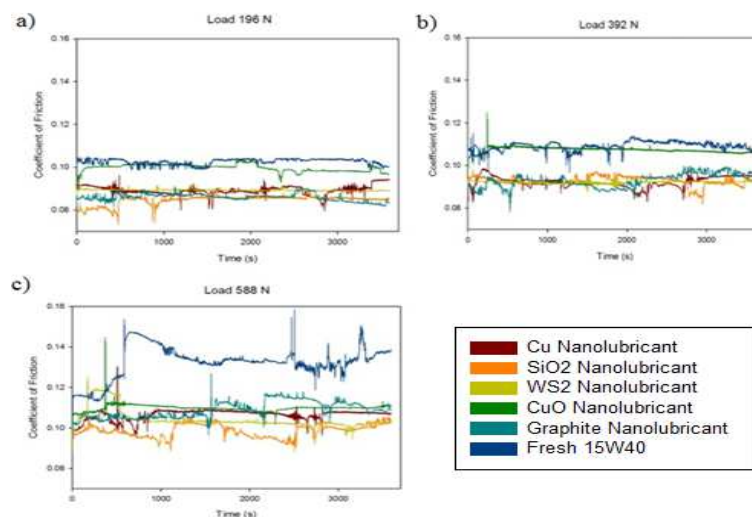 a)
Load 196 N
0.16
0.14
0.12
0.10
0.08
Coefficient of Friction
0
1000
2000
3000
Time (s)
b)
Load 392 N
0.16
0.14
0.12
0.10
0.08
Coefficient of Friction
0
1000
2000
3000
Time (s)
c)
Load 588 N
0.16
0.14
0.12
0.10
0.08
Coefficient of Friction
0
1000
2000
3000
Time (s)
Cu Nanolubricant
SiO2 Nanolubricant
WS2 Nanolubricant
CuO Nanolubricant
Graphite Nanolubricant
Fresh 15W40